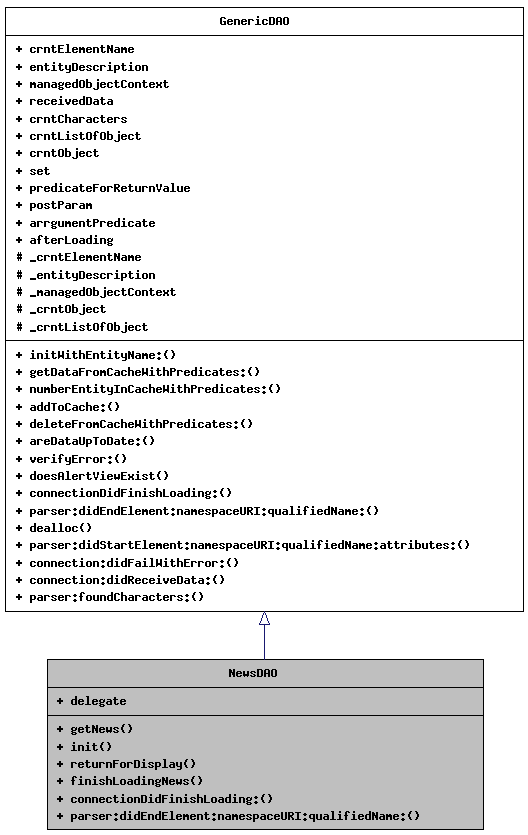 GenericDAO
+ crntElementName
+ entityDescription
+ managedObjectContext
+ receivedData
+ crntCharacters
+ crntListOfObject
+ crntObject
+ set
+ predicateForReturnValue
+ postParam
+ arrgumentPredicate
+ afterLoading
# _crntElementName
# _entityDescription
# _managedObjectContext
# _crntObject
# _crntListOfObject
+ initWithEntityName:()
+ getDataFromCacheWithPredicates:()
+ numberEntityInCacheWithPredicates:()
+ addToCache:()
+ deleteFromCacheWithPredicates:()
+ areDataUpToDate:()
+ verifyError:()
+ doesAlertViewExist()
+ connectionDidFinishLoading:()
+ parser:didEndElement:namespaceURI:qualifiedName:()
+ dealloc()
+ parser:didStartElement:namespaceURI:qualifiedName:attributes:()
+ connection:didFailWithError:()
+ connection:didReceiveData:()
+ parser:foundCharacters:()
NewsDAO
+ delegate
+ getNews()
+ init()
+ returnForDisplay()
+ finishLoadingNews()
+ connectionDidFinishLoading:()
+ parser:didEndElement:namespaceURI:qualifiedName:()